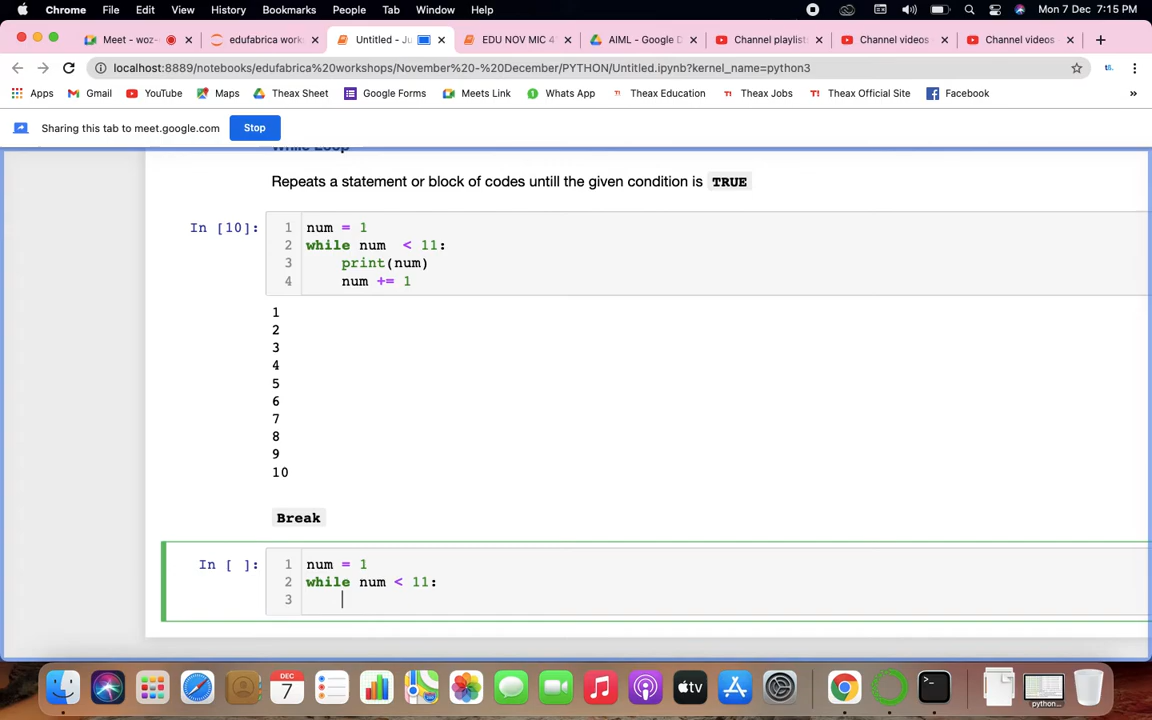 Chrome File Edit View History Bookmarks People Tab Window Help Mon 7 Dec 7:15 PM
Meet - woz- edufabrica work Untitled - Ju EDU NOV MIC 4 AIML - Google D Channel playlist Channel videos - Channel videos -
localhost:8889/notebooks/edufabrica%20workshops/November%20-%20December/PYTHON/Untitled.ipynb?kernel_name=python3
Apps Gmail YouTube Maps Theax Sheet Google Forms Meets Link Whats App Theax Education Theax Jobs Theax Official Site Facebook »
Sharing this tab to meet.google.com Stop
While Loop
Repeats a statement or block of codes untill the given condition is TRUE
In [10]: 1 num = 1
2 while num < 11:
3 print(num)
4 num += 1
1
2
3
4
5
6
7
8
9
10
Break
In [ ]: 1 num = 1
2 while num < 11:
3
DEC
7
tv
python...